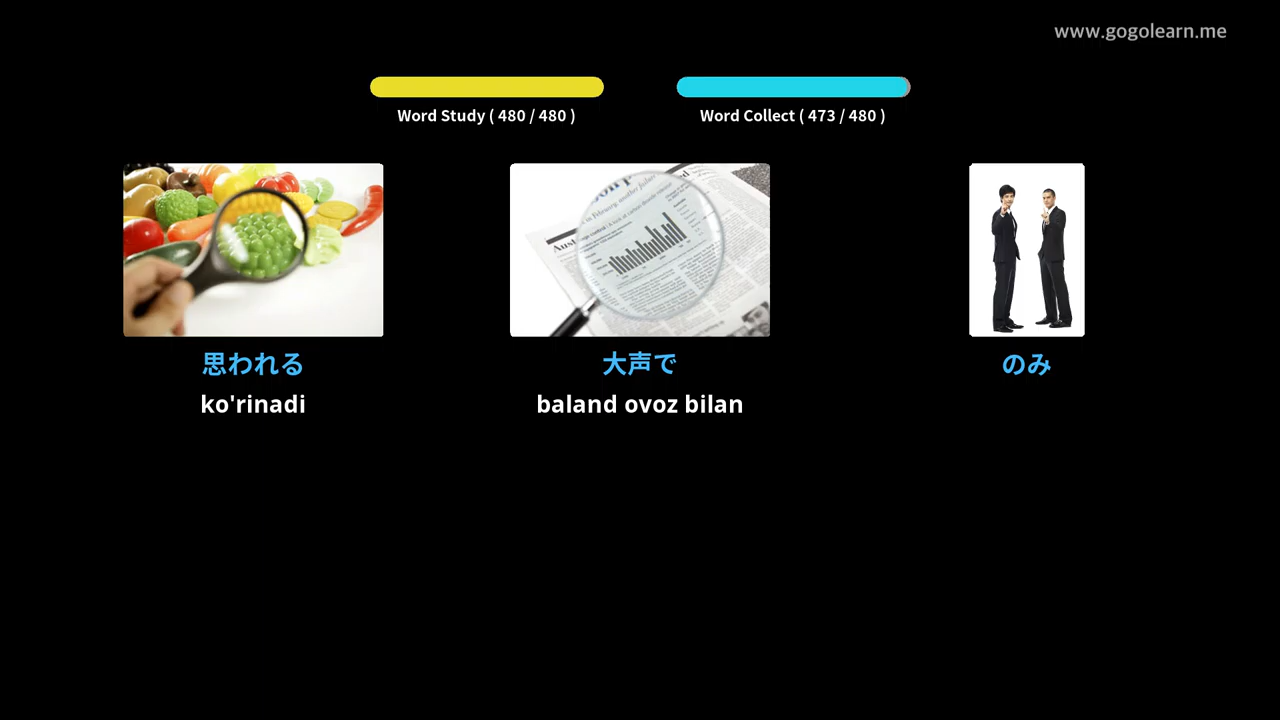 www.gogolearn.me
Word Study ( 480 / 480 )
Word Collect ( 473 / 480 )
思われる
大声で
のみ
ko'rinadi
baland ovoz bilan